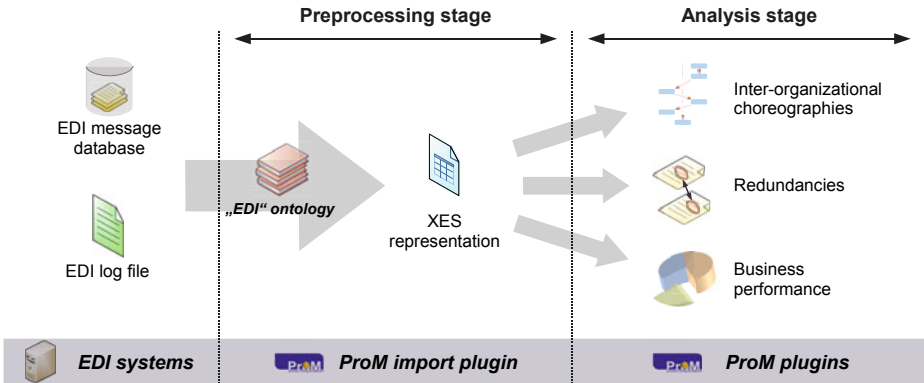 Preprocessing stage
Analysis stage
EDI message
database
EDI log file
„EDI“ ontology
XES
representation
Inter-organizational
choreographies
Redundancies
Business
performance
EDI systems
ProM
ProM import plugin
ProM
ProM plugins